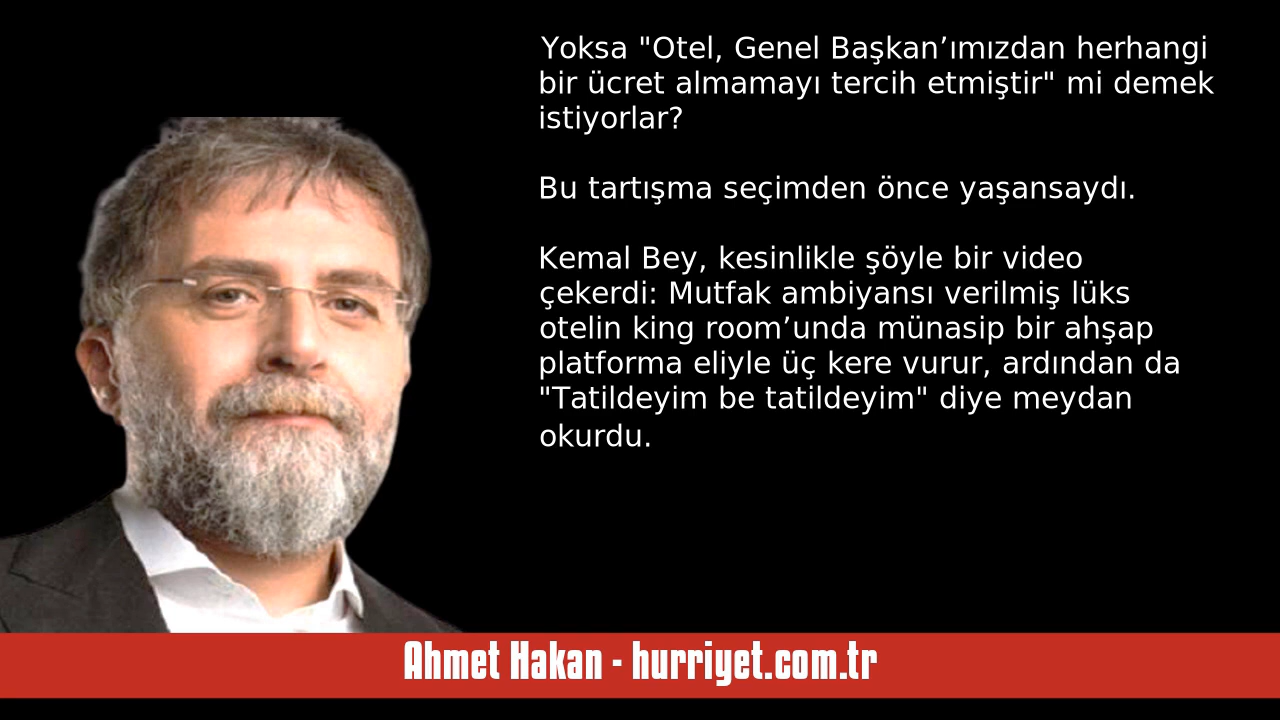 Yoksa "Otel, Genel Başkan’ımızdan herhangi
bir ücret almamayı tercih etmiştir" mi demek
istiyorlar?
Bu tartışma seçimden önce yaşansaydı.
Kemal Bey, kesinlikle şöyle bir video
çekerdi: Mutfak ambiyansı verilmiş lüks
otelin king room’unda münasip bir ahşap
platforma eliyle üç kere vurur, ardından da
"Tatildeyim be tatildeyim" diye meydan
okurdu.
Ahmet Hakan - hurriyet.com.tr